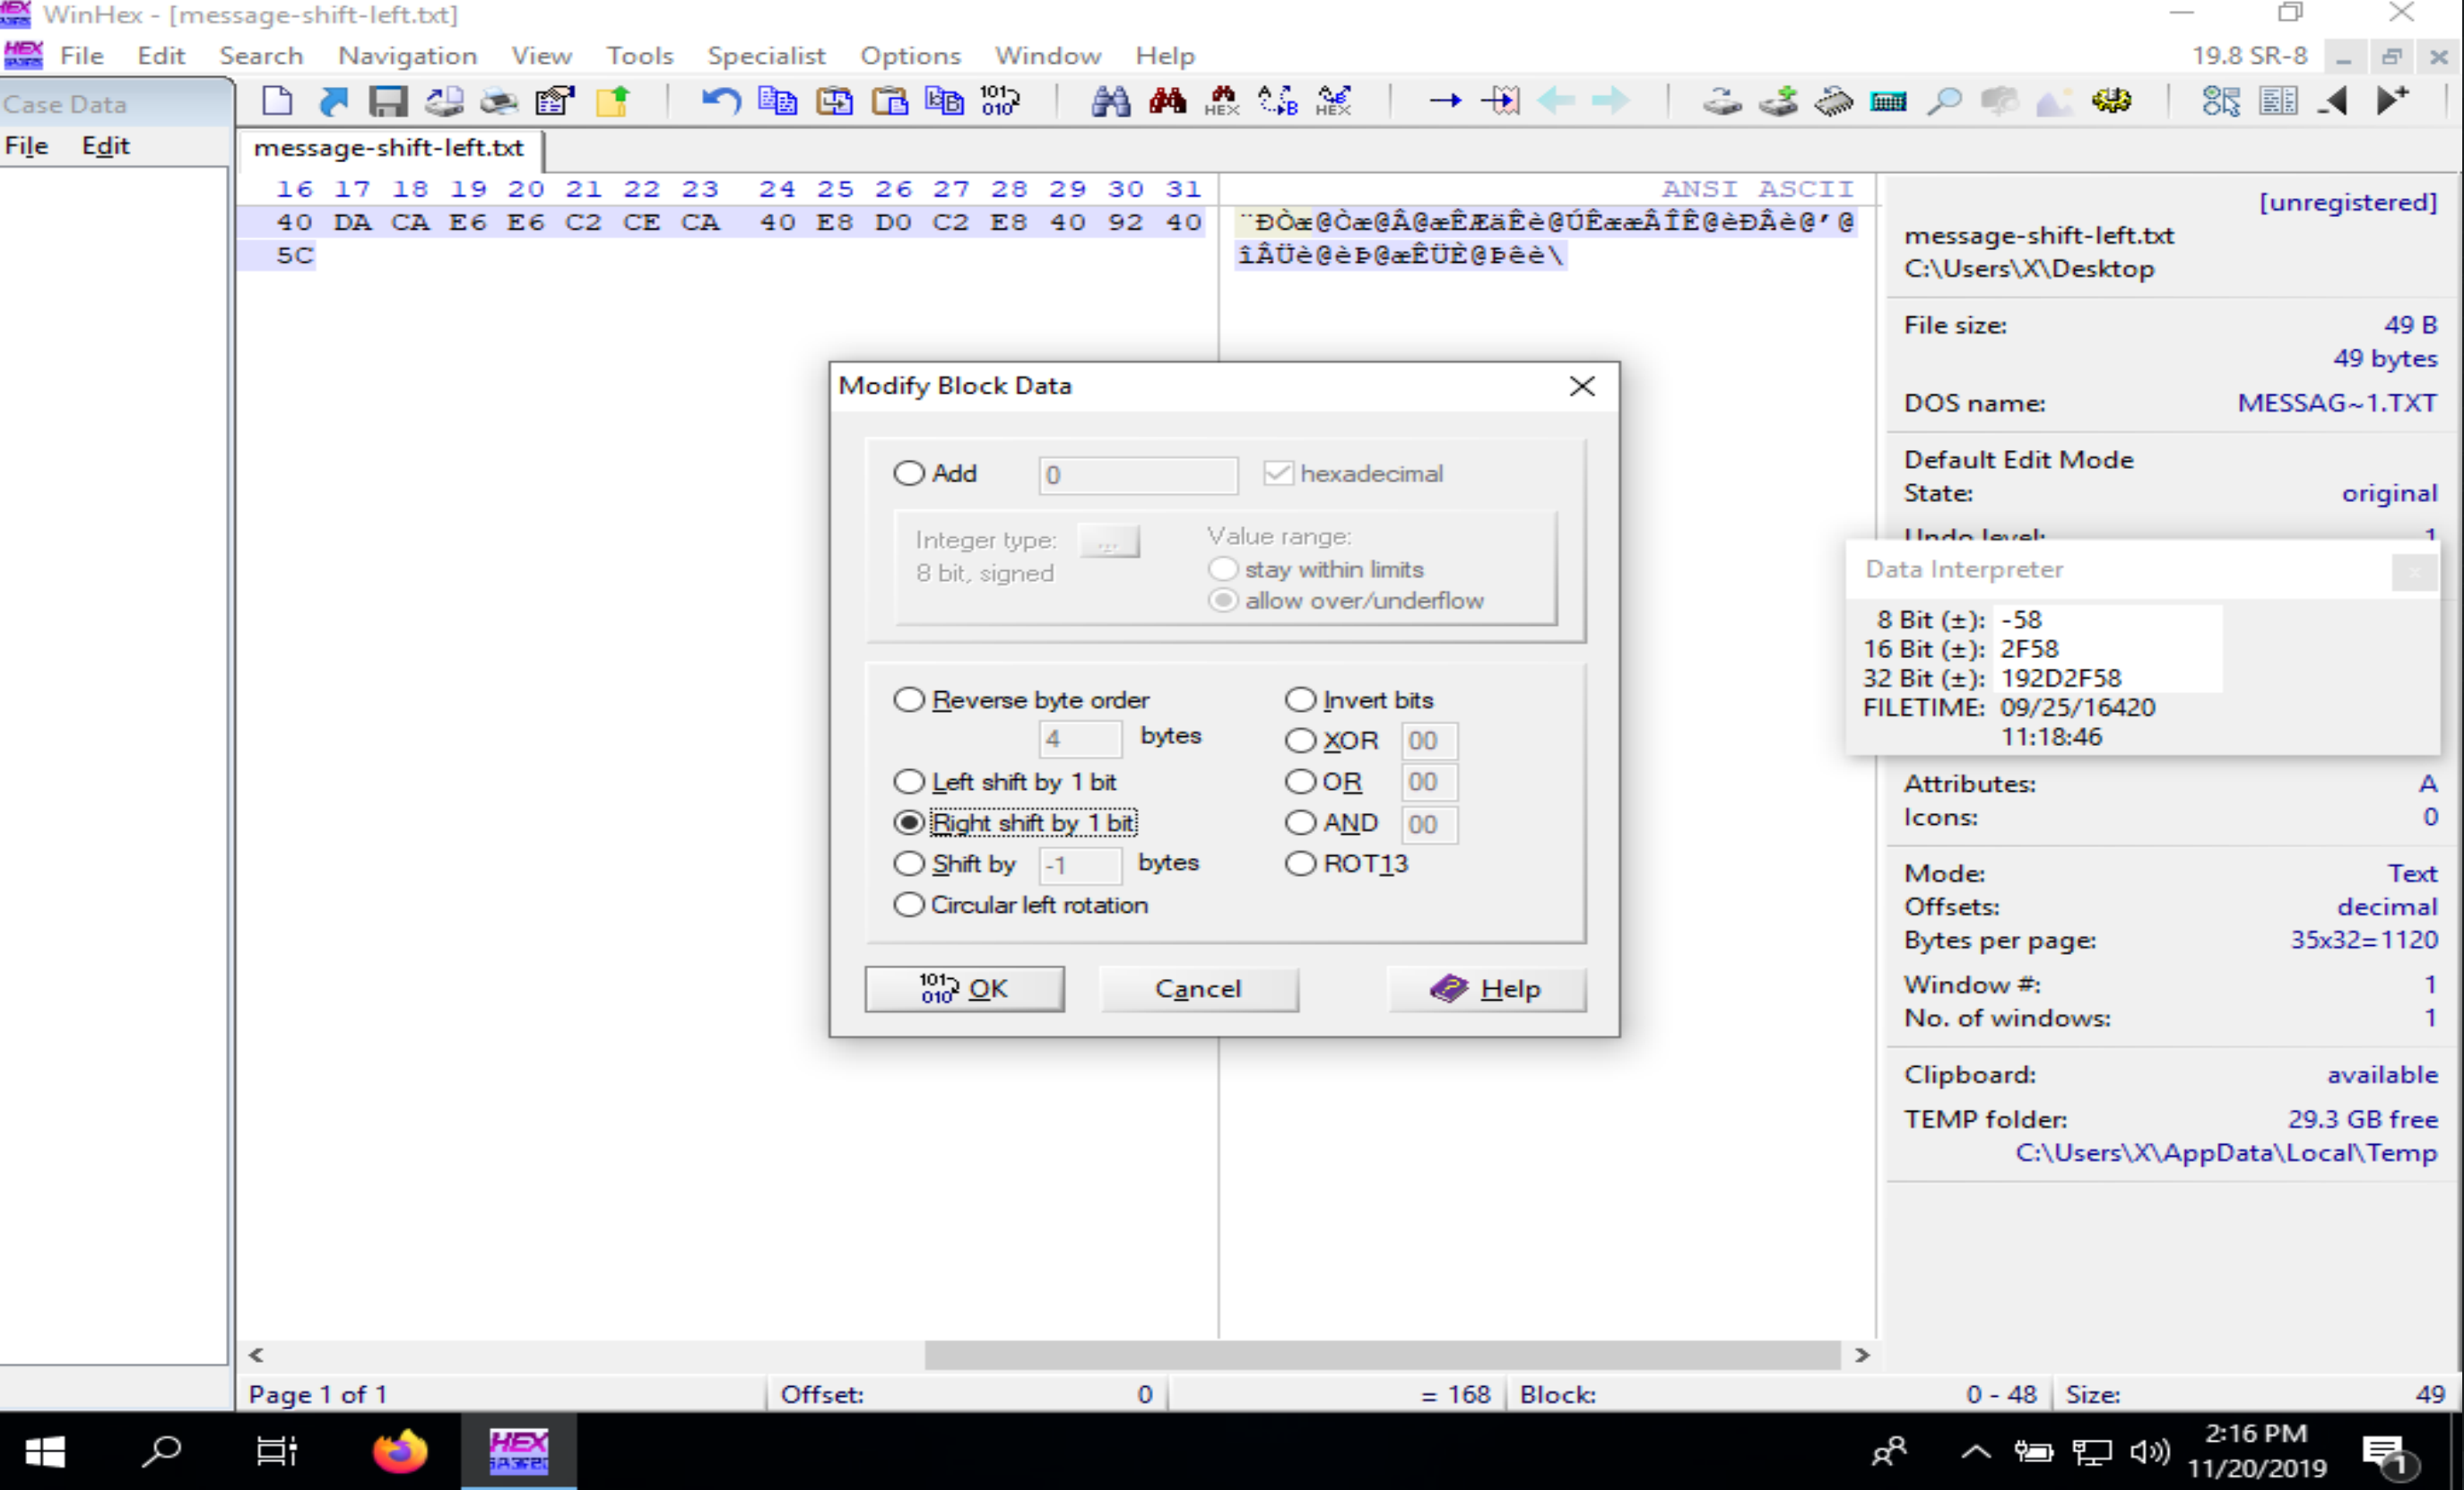 WinHex - [message-shift-left.txt]
File Edit Search Navigation View Tools Specialist Options Window Help 19.8 SR-8
Case Data
File Edit
message-shift-left.txt
16 17 18 19 20 21 22 23 24 25 26 27 28 29 30 31 ANSI ASCII
40 DA CA E6 E6 C2 CE CA 40 E8 D0 C2 E8 40 92 40 ¨ÐÒæ@Òæ@Â@æÊÆäÊè@ÚÊææÂÎÊ@èÐÂè@’@
5C îÂÜè@èÞ@æÊÜÈ@Þêè\
[unregistered]
message-shift-left.txt
C:\Users\X\Desktop
File size: 49 B
49 bytes
DOS name: MESSAG~1.TXT
Default Edit Mode
State: original
Undo level: 1
Data Interpreter
8 Bit (±): -58
16 Bit (±): 2F58
32 Bit (±): 192D2F58
FILETIME: 09/25/16420
11:18:46
Attributes: A
Icons: 0
Mode: Text
Offsets: decimal
Bytes per page: 35x32=1120
Window #: 1
No. of windows: 1
Clipboard: available
TEMP folder: 29.3 GB free
C:\Users\X\AppData\Local\Temp
Modify Block Data
Add 0 hexadecimal
Integer type: ... Value range:
8 bit, signed stay within limits
allow over/underflow
Reverse byte order Invert bits
4 bytes XOR 00
Left shift by 1 bit OR 00
Right shift by 1 bit AND 00
Shift by -1 bytes ROT13
Circular left rotation
OK Cancel Help
Page 1 of 1 Offset: 0 = 168 Block: 0 - 48 Size: 49
2:16 PM
11/20/2019
1